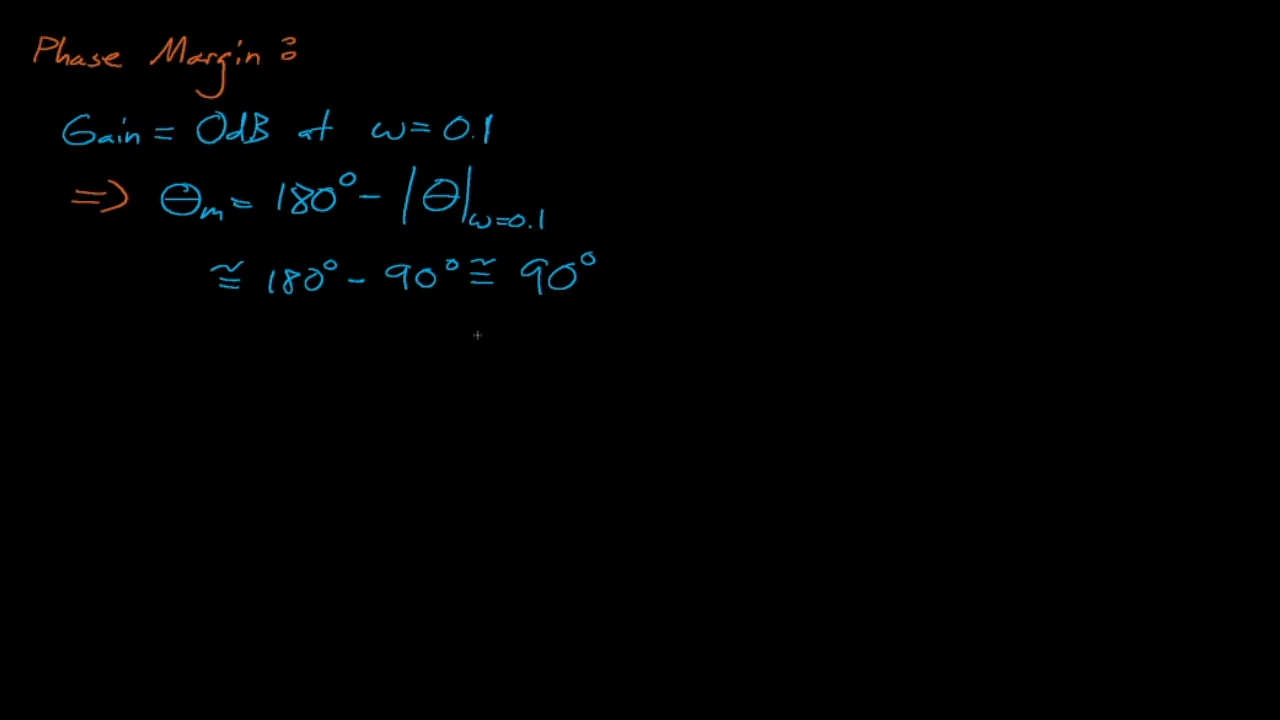 Phase Margin :
Gain = 0dB at ω = 0.1
=> θm = 180° - |θ|ω=0.1
≅ 180° - 90° ≅ 90°